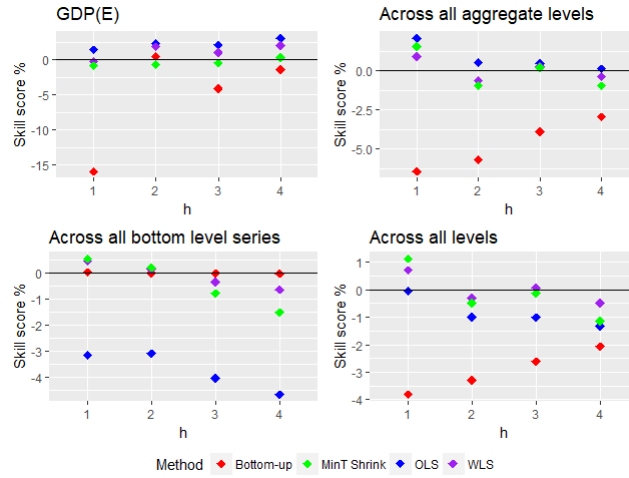 GDP(E)
Skill score %
0
-5
-10
-15
1 2 3 4
h
Across all aggregate levels
Skill score %
0.0
-2.5
-5.0
1 2 3 4
h
Across all bottom level series
Skill score %
0
-1
-2
-3
-4
1 2 3 4
h
Across all levels
Skill score %
1
0
-1
-2
-3
-4
1 2 3 4
h
Method Bottom-up MinT Shrink OLS WLS